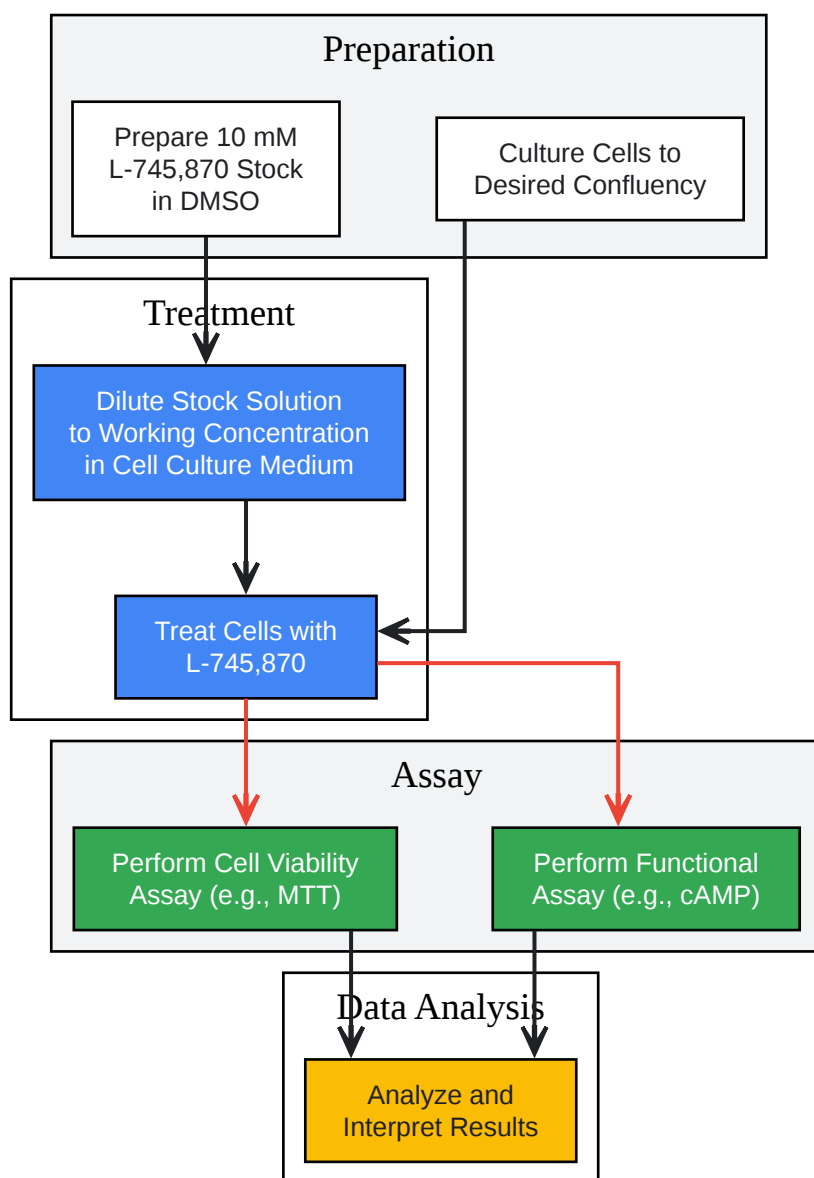 Preparation
Prepare 10 mM
L-745,870 Stock
in DMSO
Culture Cells to
Desired Confluency
Treatment
Dilute Stock Solution
to Working Concentration
in Cell Culture Medium
Treat Cells with
L-745,870
Assay
Perform Cell Viability
Assay (e.g., MTT)
Perform Functional
Assay (e.g., cAMP)
Data Analysis
Analyze and
Interpret Results